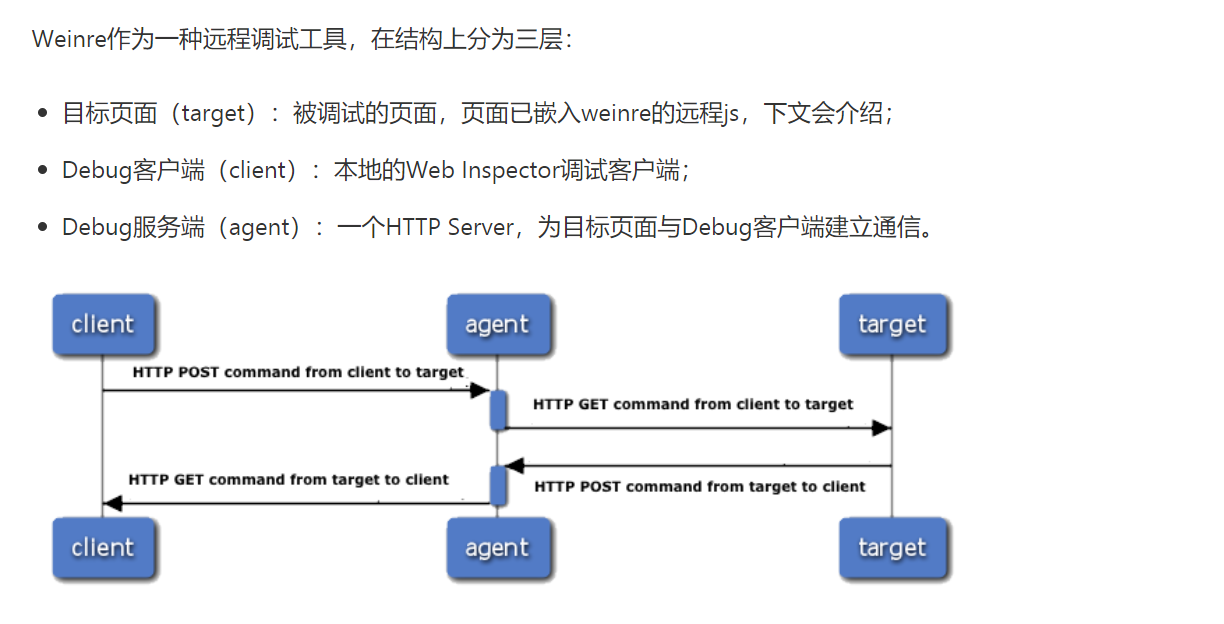 Weinre作为一种远程调试工具，在结构上分为三层：
目标页面（target）：被调试的页面，页面已嵌入weinre的远程js，下文会介绍；
Debug客户端（client）：本地的Web Inspector调试客户端；
Debug服务端（agent）：一个HTTP Server，为目标页面与Debug客户端建立通信。
client
agent
target
HTTP POST command from client to target
HTTP GET command from client to target
HTTP GET command from target to client
HTTP POST command from target to client
client
agent
target